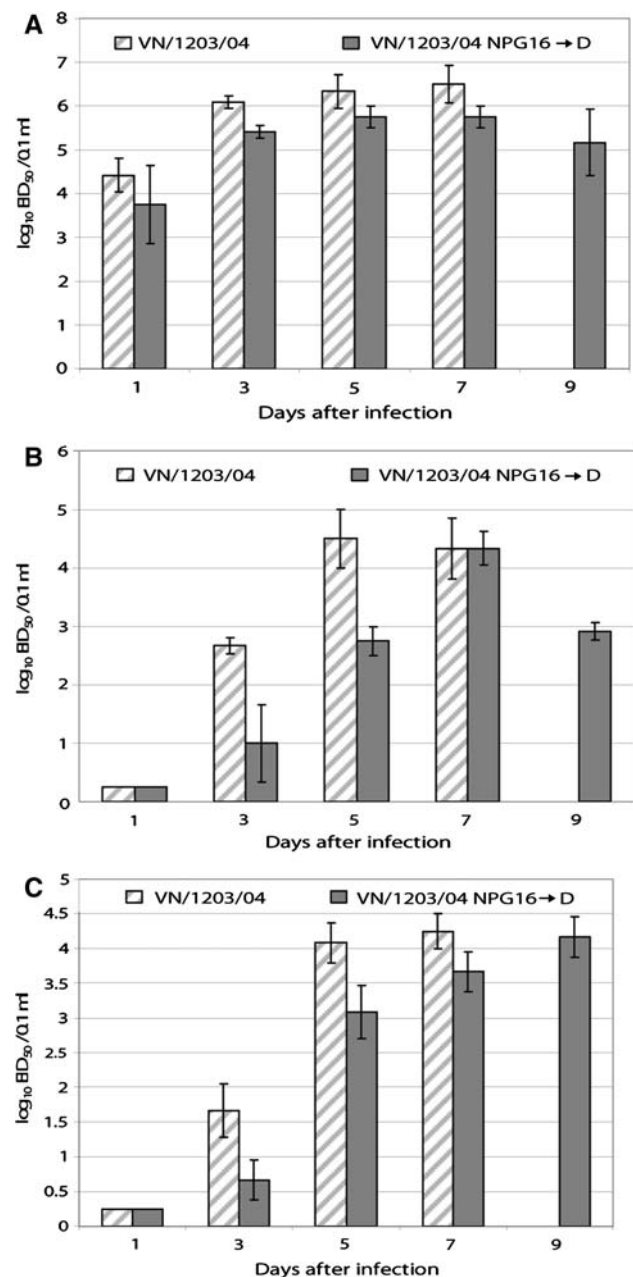 A
VN/1203/04 VN/1203/04 NPG16 → D
8
7
6
5
4
3
2
1
0
log₁₀ BD₅₀/0.1 ml
1 3 5 7 9
Days after infection
B
VN/1203/04 VN/1203/04 NPG16 → D
6
5
4
3
2
1
0
log₁₀ BD₅₀/0.1 ml
1 3 5 7 9
Days after infection
C
VN/1203/04 VN/1203/04 NPG16→ D
5
4.5
4
3.5
3
2.5
2
1.5
1
0.5
0
log₁₀ BD₅₀/0.1 ml
1 3 5 7 9
Days after infection